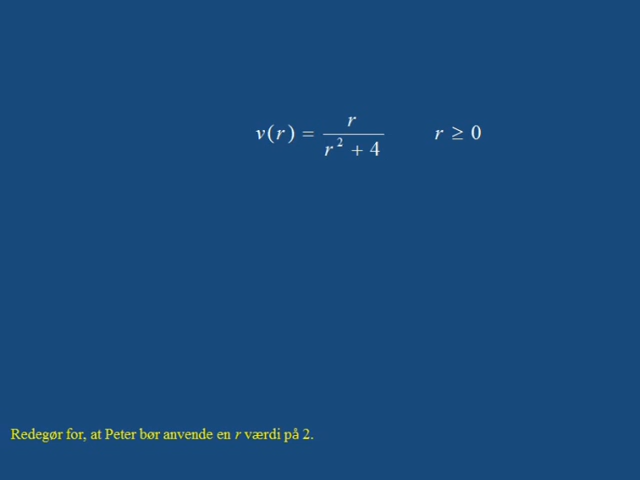 v(r) = r / (r² + 4)    r ≥ 0
Redegør for, at Peter bør anvende en r værdi på 2.